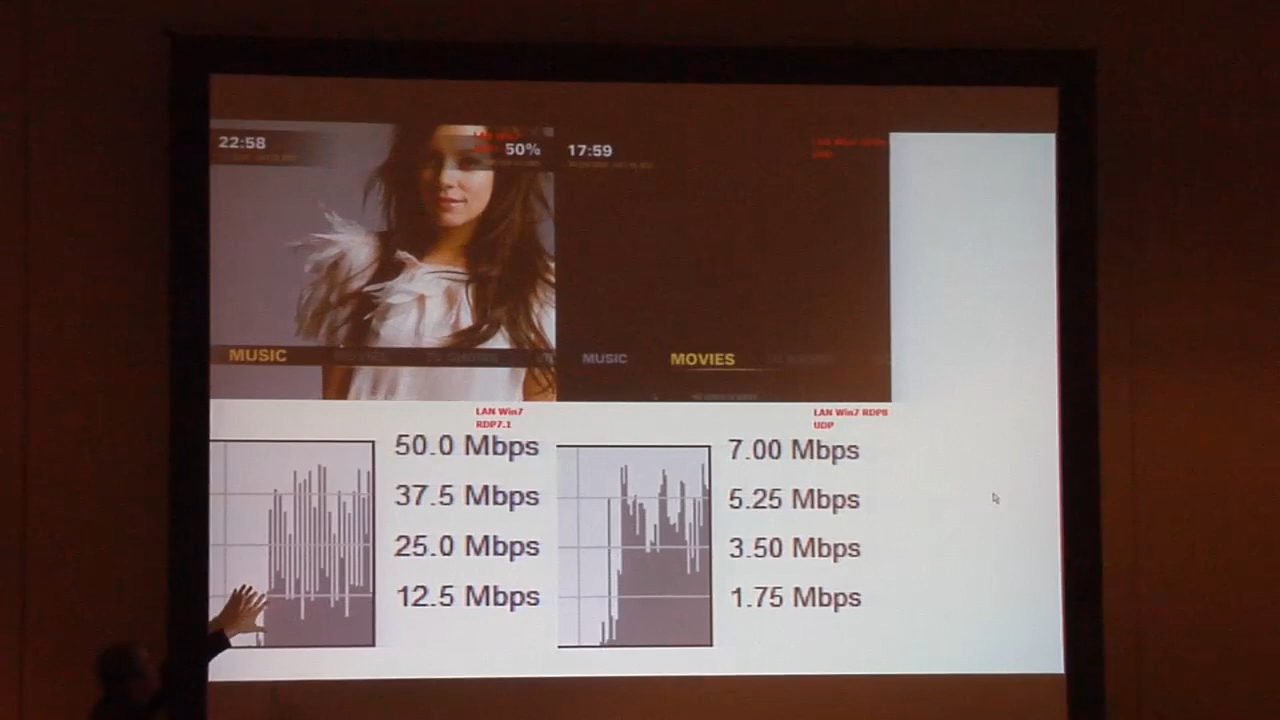 22:58
50%
17:59
MUSIC
MUSIC
MOVIES
LAN Win7
RDP7.1
LAN Win7 RDP8
UDP
50.0 Mbps
37.5 Mbps
25.0 Mbps
12.5 Mbps
7.00 Mbps
5.25 Mbps
3.50 Mbps
1.75 Mbps